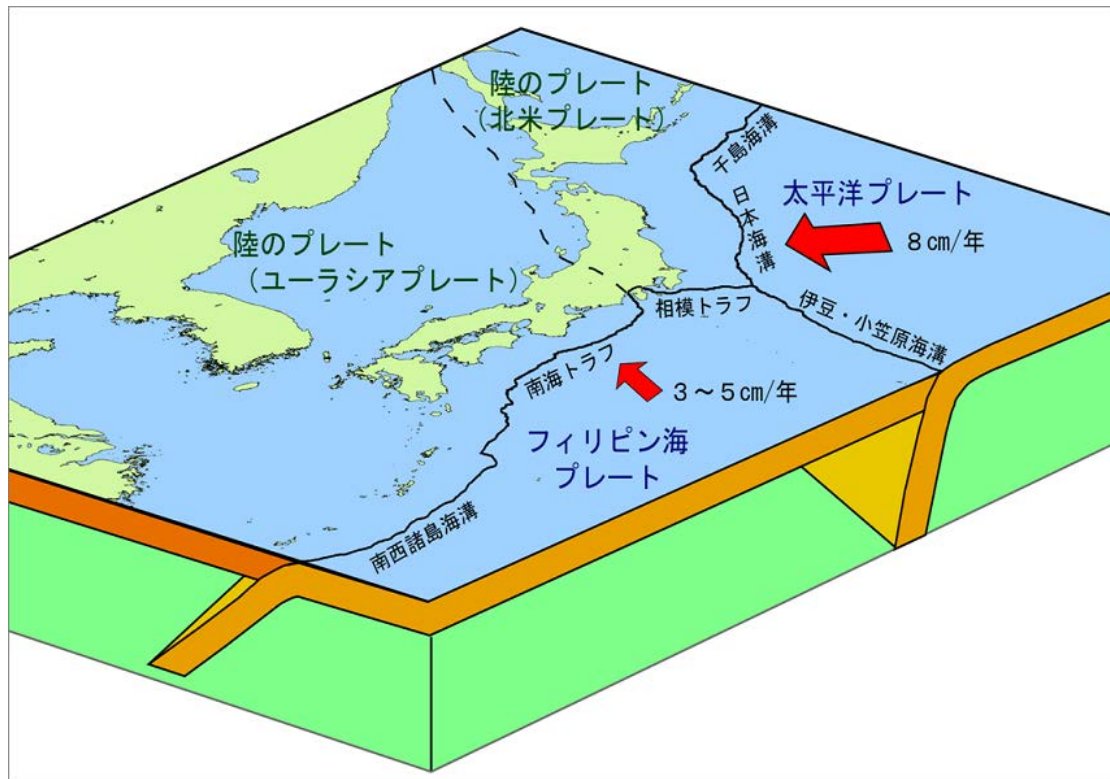 陸のプレート
（北米プレート）
千島海溝
日本海溝
太平洋プレート
８㎝/年
陸のプレート
（ユーラシアプレート）
相模トラフ
伊豆・小笠原海溝
南海トラフ
３～５㎝/年
フィリピン海
プレート
南西諸島海溝